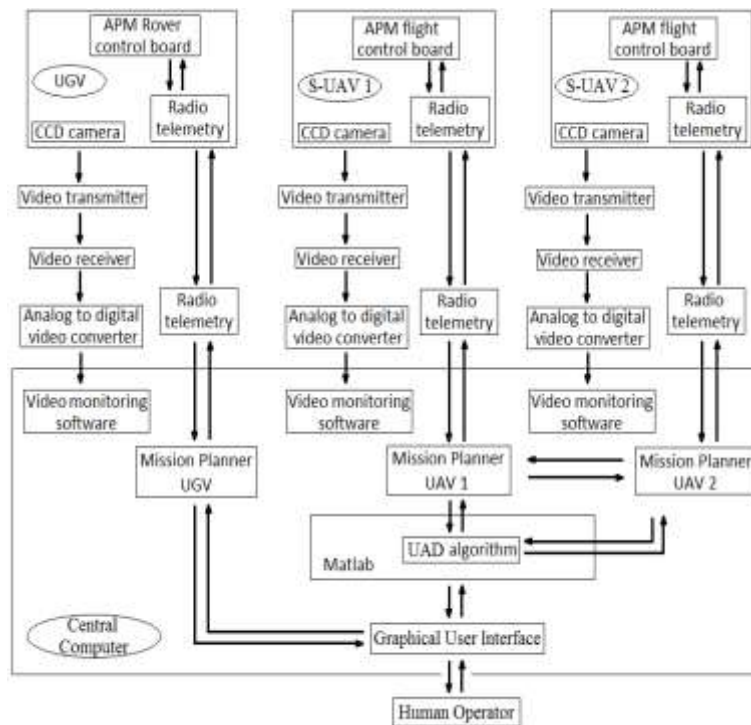 APM Rover
control board
UGV
Radio
telemetry
CCD camera
Video transmitter
Video receiver
Analog to digital
video converter
Radio
telemetry
Video monitoring
software
Mission Planner
UGV
APM flight
control board
S-UAV 1
Radio
telemetry
CCD camera
Video transmitter
Video receiver
Analog to digital
video converter
Radio
telemetry
Video monitoring
software
Mission Planner
UAV 1
APM flight
control board
S-UAV 2
Radio
telemetry
CCD camera
Video transmitter
Video receiver
Analog to digital
video converter
Radio
telemetry
Video monitoring
software
Mission Planner
UAV 2
UAD algorithm
Matlab
Central
Computer
Graphical User Interface
Human Operator